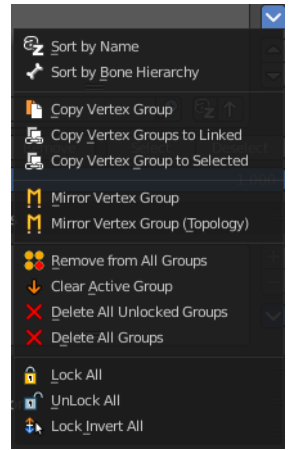 Sort by Name
Sort by Bone Hierarchy
Copy Vertex Group
Copy Vertex Groups to Linked
Copy Vertex Group to Selected
Mirror Vertex Group
Mirror Vertex Group (Topology)
Remove from All Groups
Clear Active Group
Delete All Unlocked Groups
Delete All Groups
Lock All
UnLock All
Lock Invert All